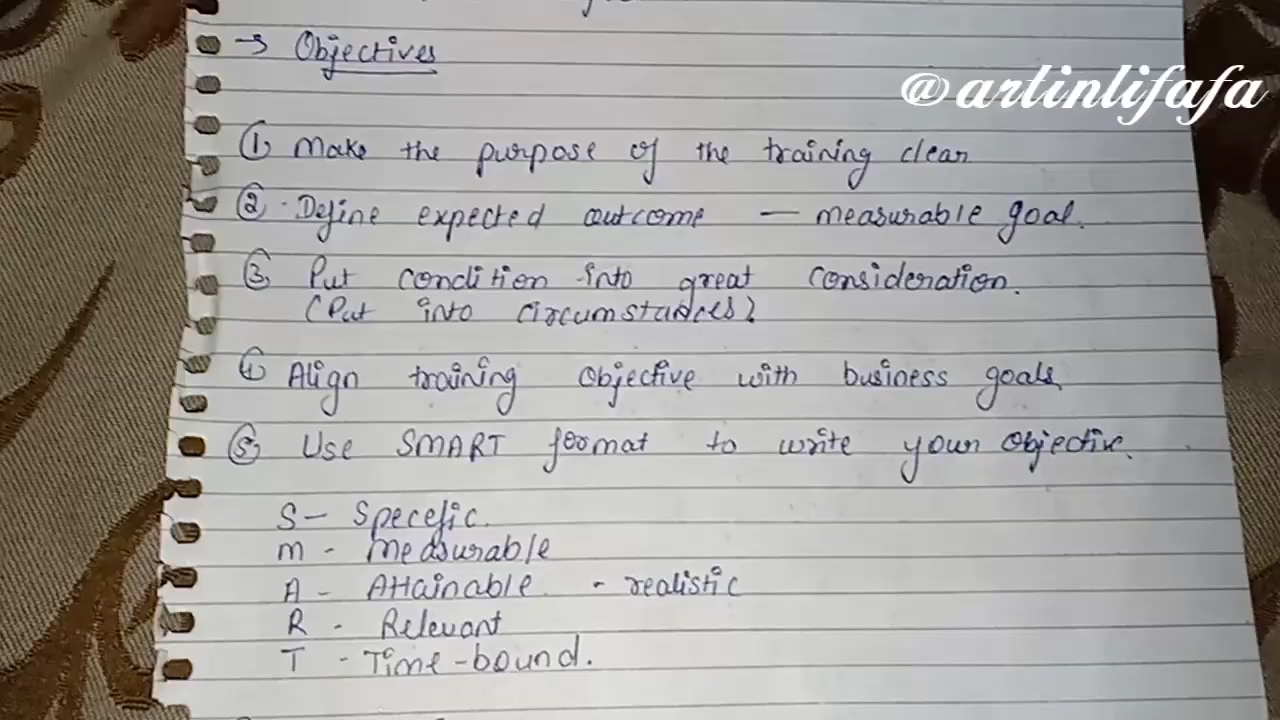 → Objectives
@artinlifafa
① Make the purpose of the training clear
② Define expected outcome — measurable goal.
③ Put condition into great consideration.
(Put into circumstances)
④ Align training objective with business goals
⑤ Use SMART format to write your objective.
S - Specefic.
M - Measurable
A - Attainable - realistic
R - Relevant
T - Time-bound.